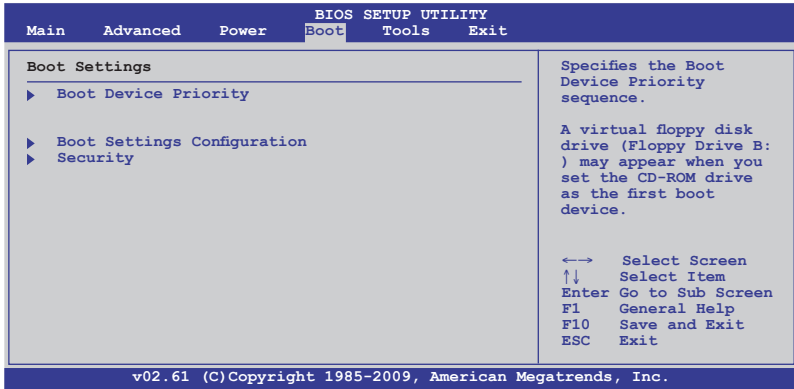 BIOS SETUP UTILITY
Main Advanced Power Boot Tools Exit
Boot Settings
Boot Device Priority
Boot Settings Configuration
Security
Specifies the Boot
Device Priority
sequence.
A virtual floppy disk
drive (Floppy Drive B:
) may appear when you
set the CD-ROM drive
as the first boot
device.
←→ Select Screen
↑↓ Select Item
Enter Go to Sub Screen
F1 General Help
F10 Save and Exit
ESC Exit
v02.61 (C)Copyright 1985-2009, American Megatrends, Inc.